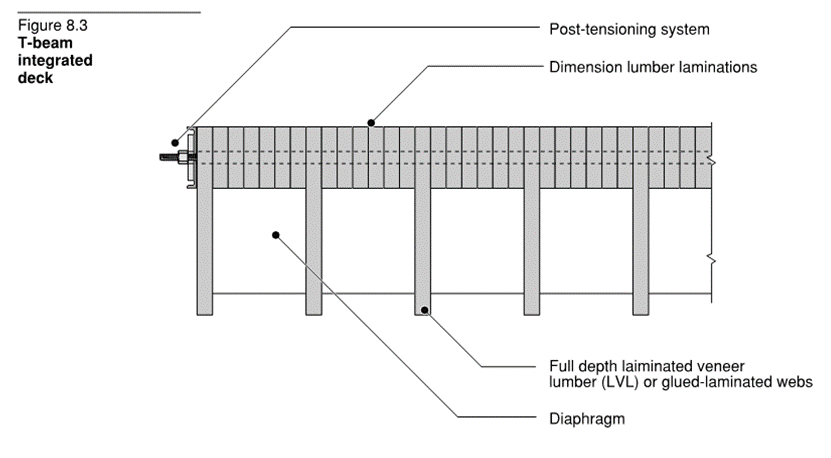 Figure 8.3
T-beam
integrated
deck
Post-tensioning system
Dimension lumber laminations
Full depth laiminated veneer
lumber (LVL) or glued-laminated webs
Diaphragm